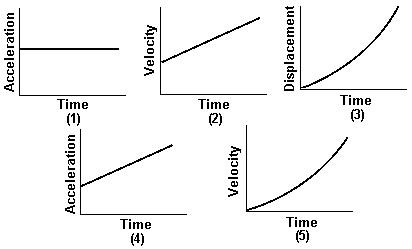 Acceleration
Time
(1)
Velocity
Time
(2)
Displacement
Time
(3)
Acceleration
Time
(4)
Velocity
Time
(5)